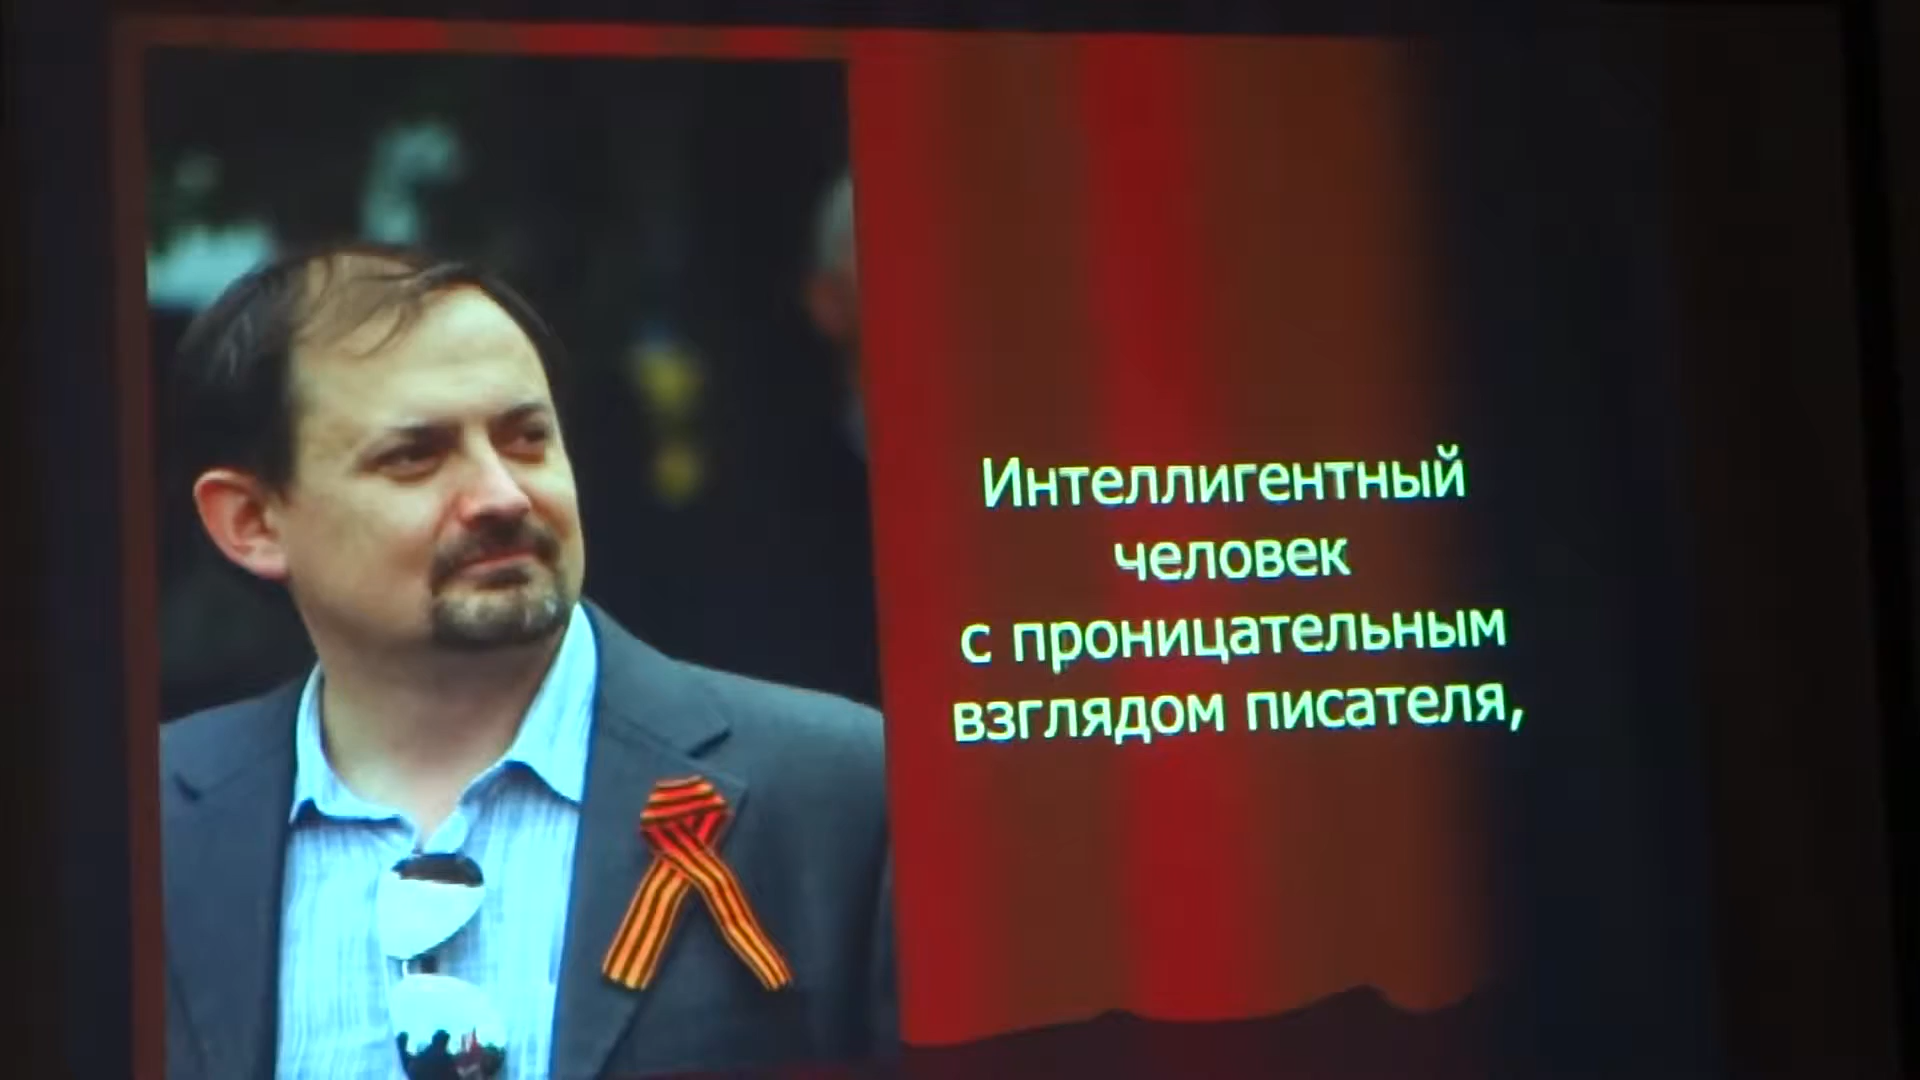 Интеллигентный
человек
с проницательным
взглядом писателя,